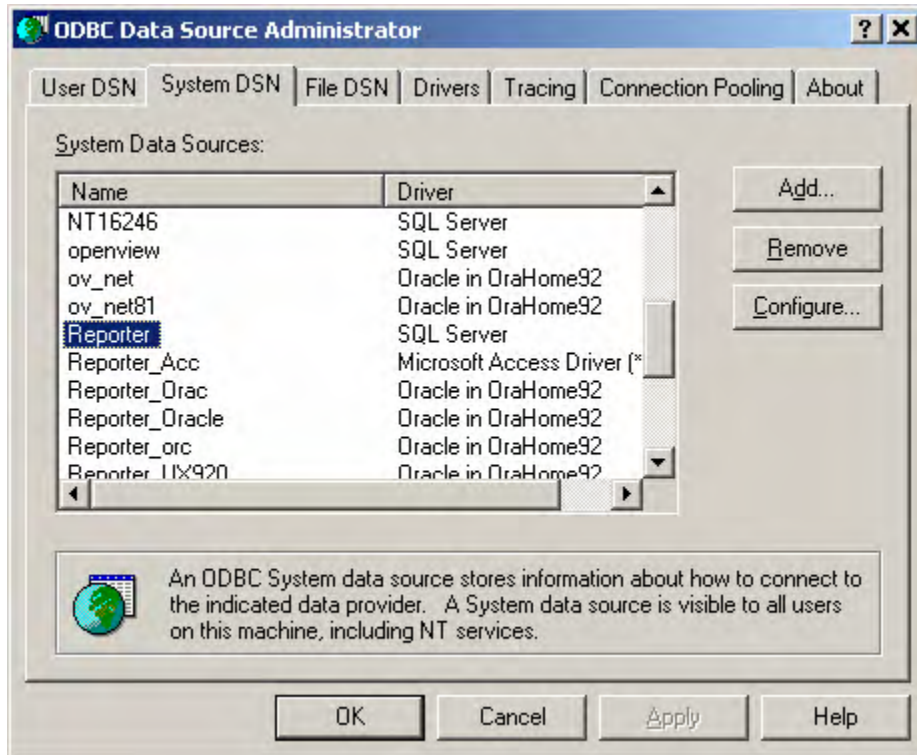 ODBC Data Source Administrator
User DSN System DSN File DSN Drivers Tracing Connection Pooling About
System Data Sources:
Name Driver
NT16246 SQL Server
openview SQL Server
ov_net Oracle in OraHome92
ov_net81 Oracle in OraHome92
Reporter SQL Server
Reporter_Acc Microsoft Access Driver (*
Reporter_Orac Oracle in OraHome92
Reporter_Oracle Oracle in OraHome92
Reporter_orc Oracle in OraHome92
Reporter_UX920 Oracle in OraHome92
Add...
Remove
Configure...
An ODBC System data source stores information about how to connect to
the indicated data provider. A System data source is visible to all users
on this machine, including NT services.
OK Cancel Apply Help